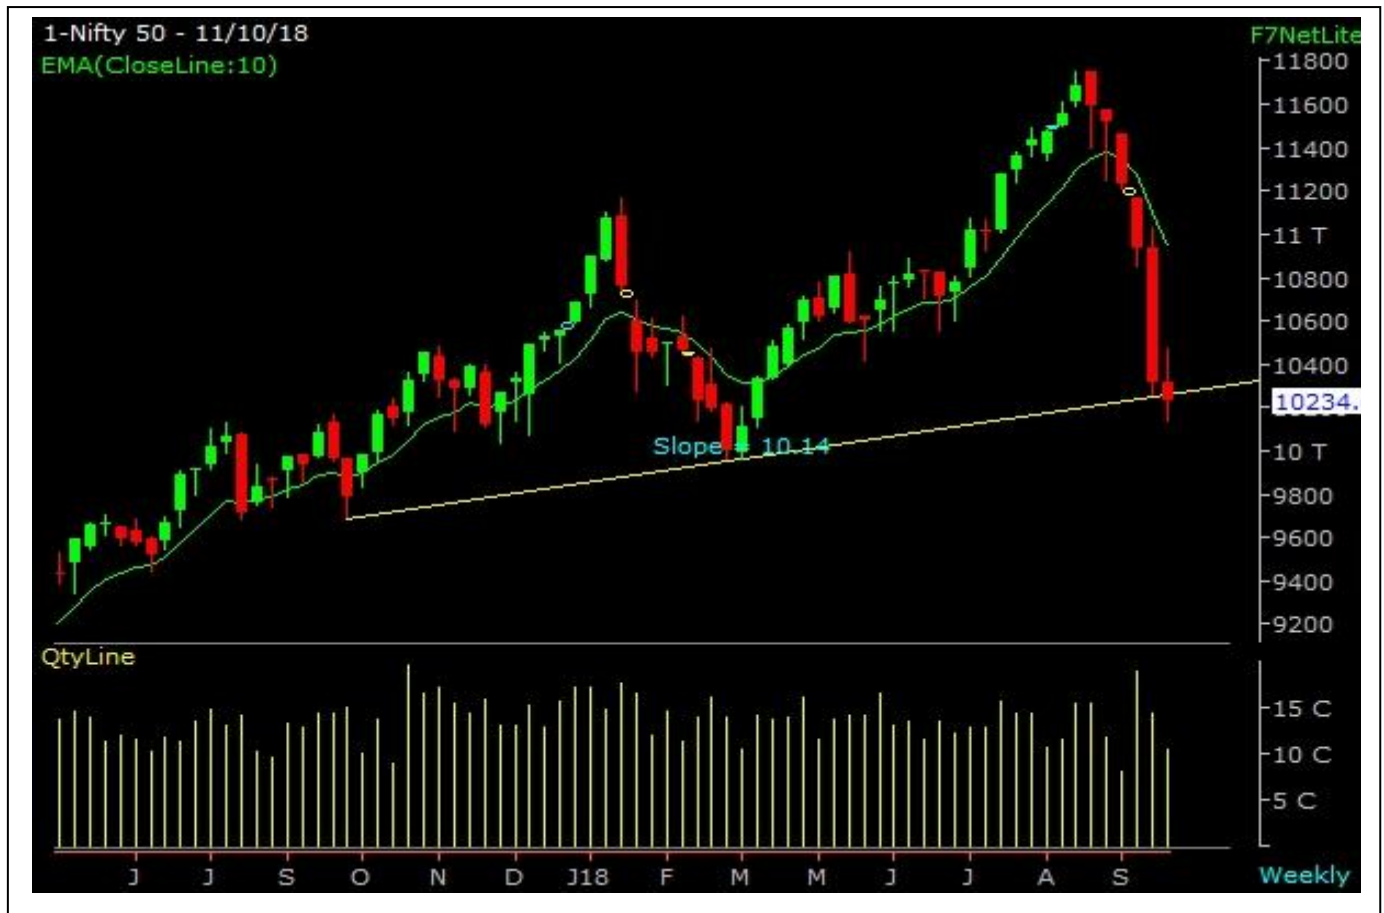 1-Nifty 50 - 11/10/18
F7NetLite
EMA(CloseLine:10)
11800
11600
11400
11200
11 T
10800
10600
10400
10234.
Slope = 10.14
10 T
9800
9600
9400
9200
QtyLine
15 C
10 C
5 C
J J S O N D J18 F M M J J A S
Weekly